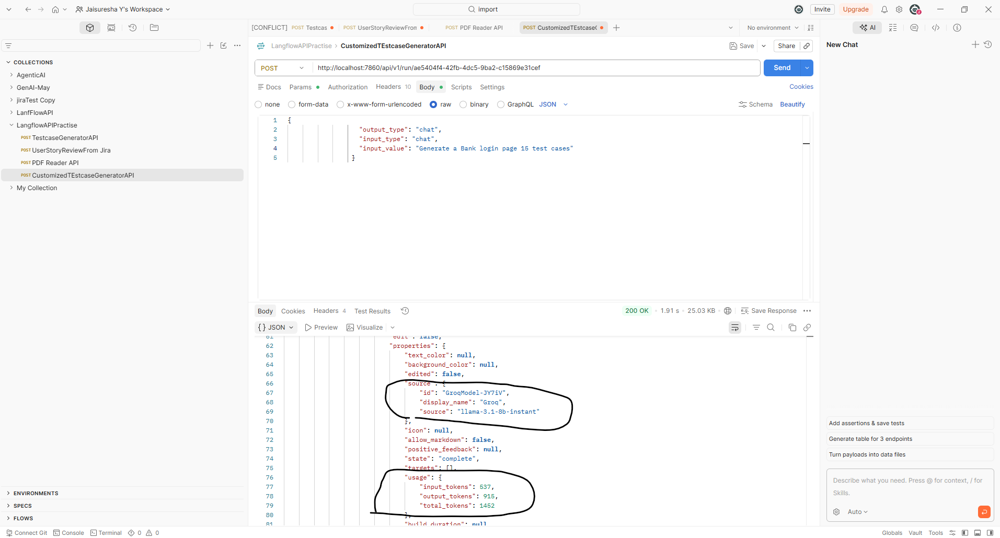 Jaisuresha Y's Workspace
import
Invite
Upgrade
COLLECTIONS
AgenticAI
GenAI-May
jiraTest Copy
LanfFlowAPI
LangflowAPIPractise
POST TestcaseGeneratorAPI
POST UserStoryReviewFrom Jira
POST PDF Reader API
POST CustomizedTEstcaseGeneratorAPI
My Collection
ENVIRONMENTS
SPECS
FLOWS
[CONFLICT] POST Testcas
POST UserStoryReviewFrom
POST PDF Reader API
POST CustomizedTEstcaseG
No environment
HTTP LangflowAPIPractise > CustomizedTEstcaseGeneratorAPI
Save
Share
POST http://localhost:7860/api/v1/run/ae5404f4-42fb-4dc5-9ba2-c15869e31cef
Send
Docs Params Authorization Headers 10 Body Scripts Settings
Cookies
none form-data x-www-form-urlencoded raw binary GraphQL JSON
Schema Beautify
1 {
2 "output_type": "chat",
3 "input_type": "chat",
4 "input_value": "Generate a Bank login page 15 test cases"
5 }
Body Cookies Headers 4 Test Results
200 OK • 1.91 s • 25.03 KB • e.g. Save Response
{} JSON Preview Visualize
61 "edit": false,
62 "properties": {
63 "text_color": null,
64 "background_color": null,
65 "edited": false,
66 "source": {
67 "id": "GroqModel-JY7iV",
68 "display_name": "Groq",
69 "source": "llama-3.1-8b-instant"
70 },
71 "icon": null,
72 "allow_markdown": false,
73 "positive_feedback": null,
74 "state": "complete",
75 "targets": [],
76 "usage": {
77 "input_tokens": 537,
78 "output_tokens": 915,
79 "total_tokens": 1452
80 },
81 "build_duration": null
AI
New Chat
Add assertions & save tests
Generate table for 3 endpoints
Turn payloads into data files
Describe what you need. Press @ for context, / for
Skills.
Auto
Connect Git Console Terminal 0 0
Globals Vault Tools